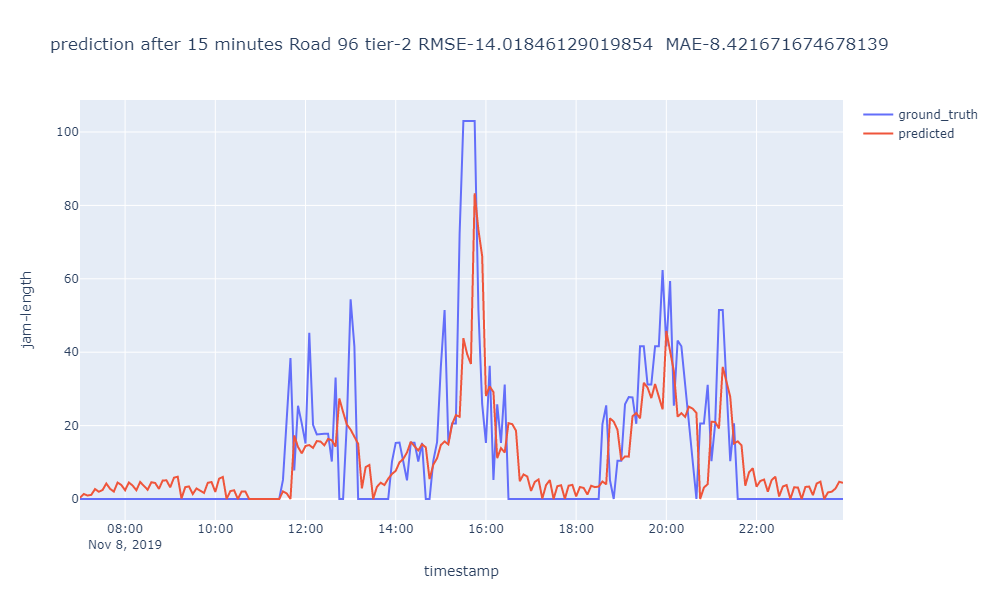 prediction after 15 minutes Road 96 tier-2 RMSE-14.01846129019854  MAE-8.421671674678139
ground_truth
predicted
100
80
60
40
20
0
jam-length
08:00 10:00 12:00 14:00 16:00 18:00 20:00 22:00
Nov 8, 2019
timestamp